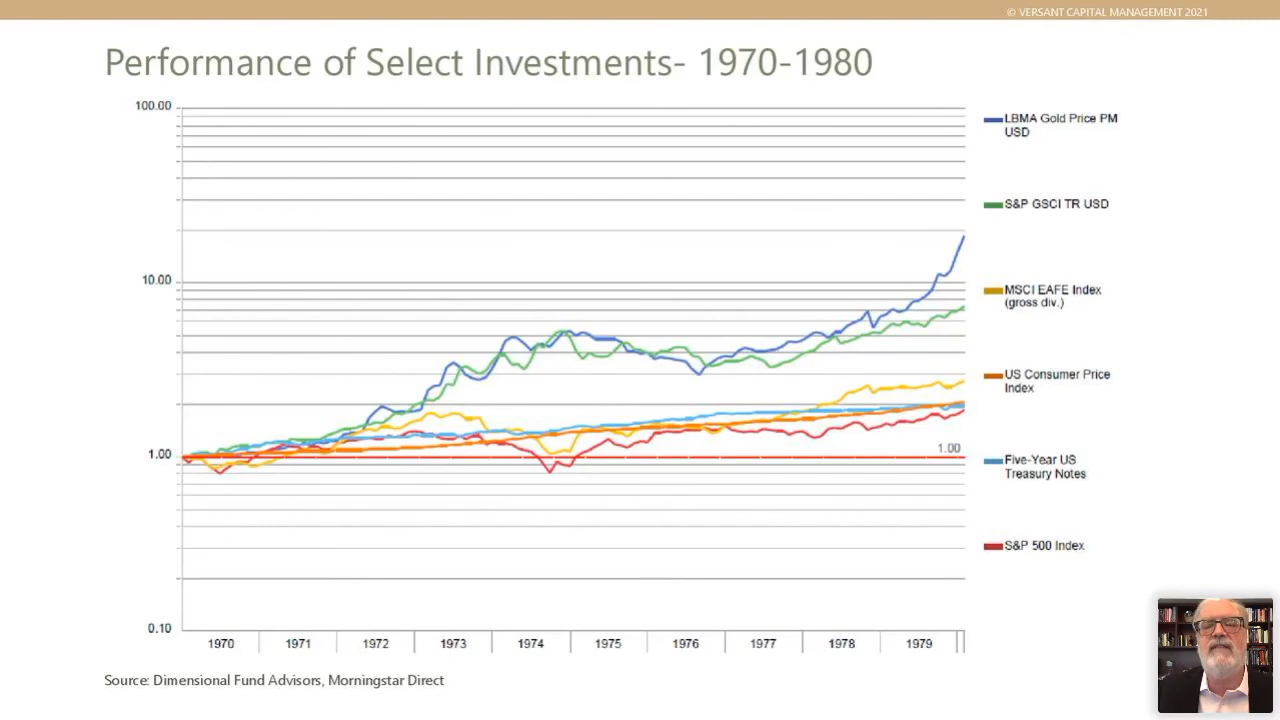 © VERSANT CAPITAL MANAGEMENT 2021
Performance of Select Investments- 1970-1980
100.00
10.00
1.00
0.10
1.00
1970 1971 1972 1973 1974 1975 1976 1977 1978 1979
LBMA Gold Price PM
USD
S&P GSCI TR USD
MSCI EAFE Index
(gross div.)
US Consumer Price
Index
Five-Year US
Treasury Notes
S&P 500 Index
Source: Dimensional Fund Advisors, Morningstar Direct